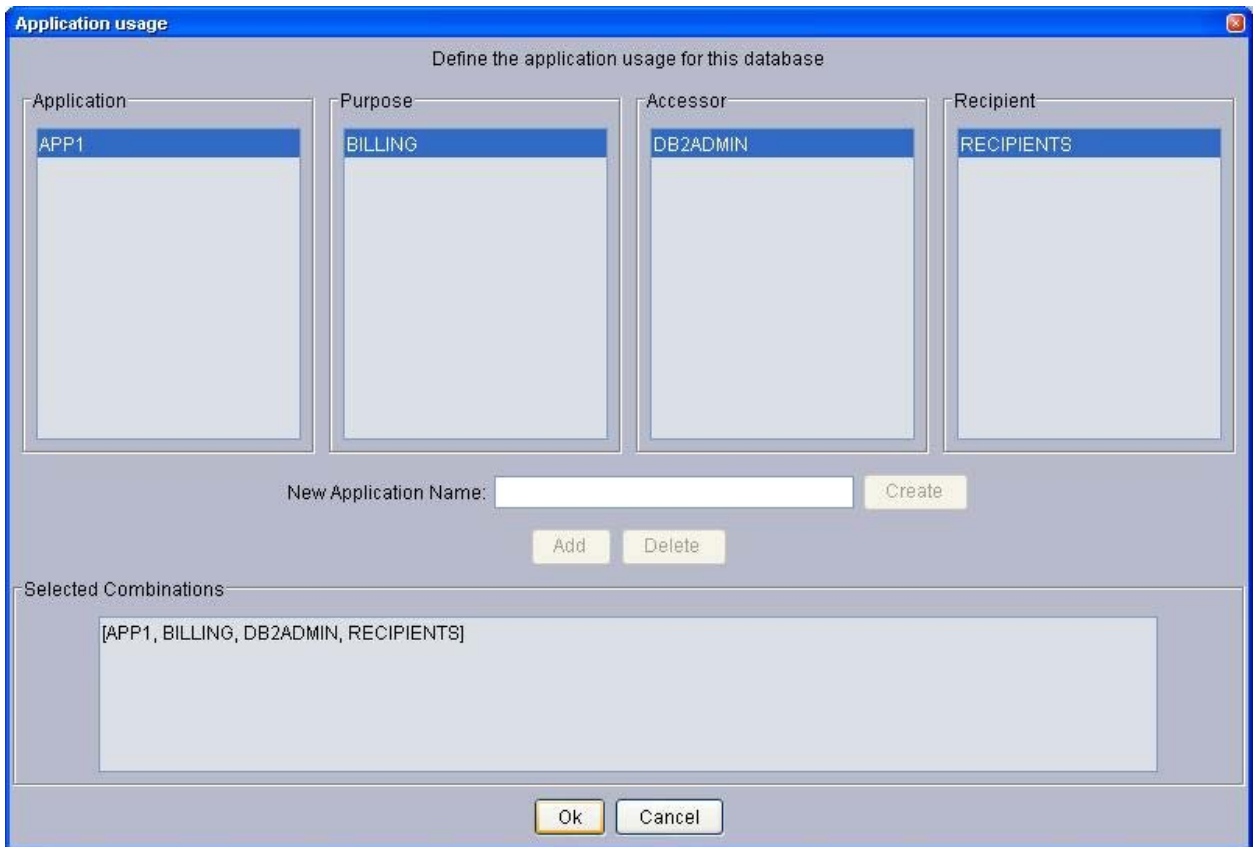 Application usage
Define the application usage for this database
Application
Purpose
Accessor
Recipient
APP1
BILLING
DB2ADMIN
RECIPIENTS
New Application Name:
Create
Add
Delete
Selected Combinations
[APP1, BILLING, DB2ADMIN, RECIPIENTS]
Ok
Cancel